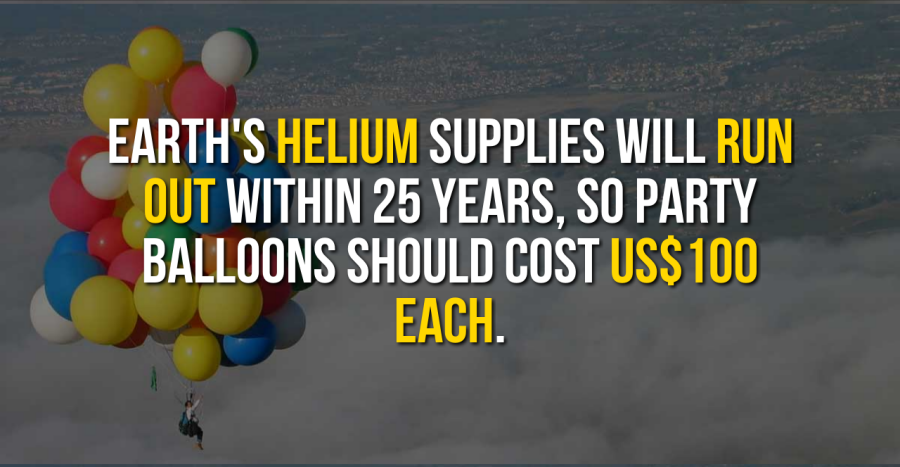 EARTH'S HELIUM SUPPLIES WILL RUN
OUT WITHIN 25 YEARS, SO PARTY
BALLOONS SHOULD COST US$100
EACH.